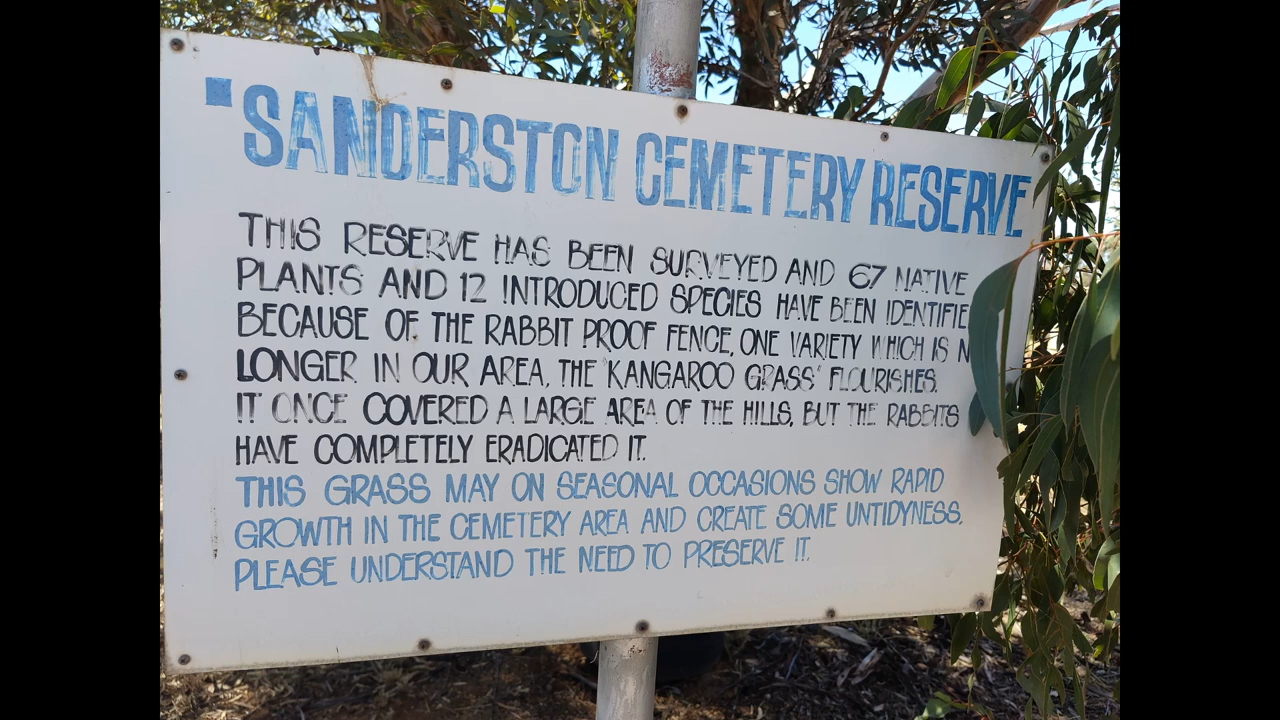 SANDERSTON CEMETERY RESERVE
THIS RESERVE HAS BEEN SURVEYED AND 67 NATIVE
PLANTS AND 12 INTRODUCED SPECIES HAVE BEEN IDENTIFIE
BECAUSE OF THE RABBIT PROOF FENCE, ONE VARIETY WHICH IS N
LONGER IN OUR AREA, THE 'KANGAROO GRASS' FLOURISHES.
IT ONCE COVERED A LARGE AREA OF THE HILLS, BUT THE RABBITS
HAVE COMPLETELY ERADICATED IT.
THIS GRASS MAY ON SEASONAL OCCASIONS SHOW RAPID
GROWTH IN THE CEMETERY AREA AND CREATE SOME UNTIDYNESS.
PLEASE UNDERSTAND THE NEED TO PRESERVE IT.